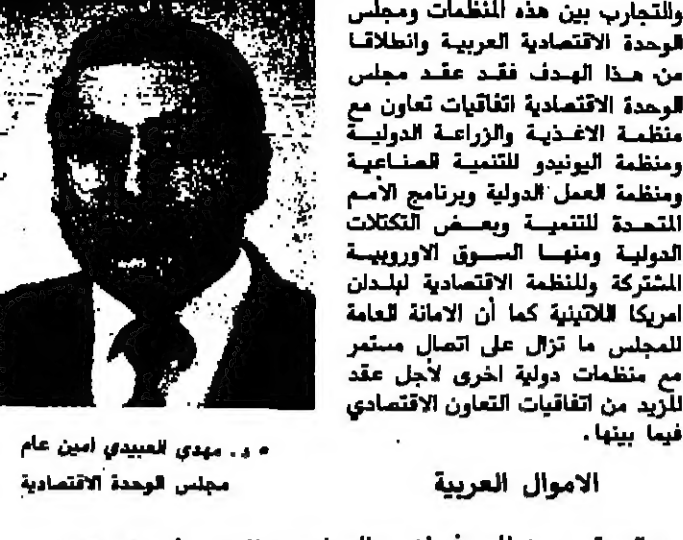 والتجارب بين هذه المنظمات ومجلس
الوحدة الاقتصادية العربية وانطلاقا
من هذا الهدف فقد عقد مجلس
الوحدة الاقتصادية اتفاقيات تعاون مع
منظمة الاغذية والزراعة الدولية
ومنظمة اليونيدو للتنمية الصناعية
ومنظمة العمل الدولية وبرنامج الأمم
المتحدة للتنمية وبعض التكتلات
الدولية ومنها السوق الاوروبية
المشتركة وللنظمة الاقتصادية لبلدان
امريكا اللاتينية كما أن الامانة العامة
للمجلس ما تزال على اتصال مستمر
مع منظمات دولية اخرى لأجل عقد
المزيد من اتفاقيات التعاون الاقتصادي
فيما بينها .
الاموال العربية
• د . مهدي العبيدي امين عام
مجلس الوحدة الاقتصادية